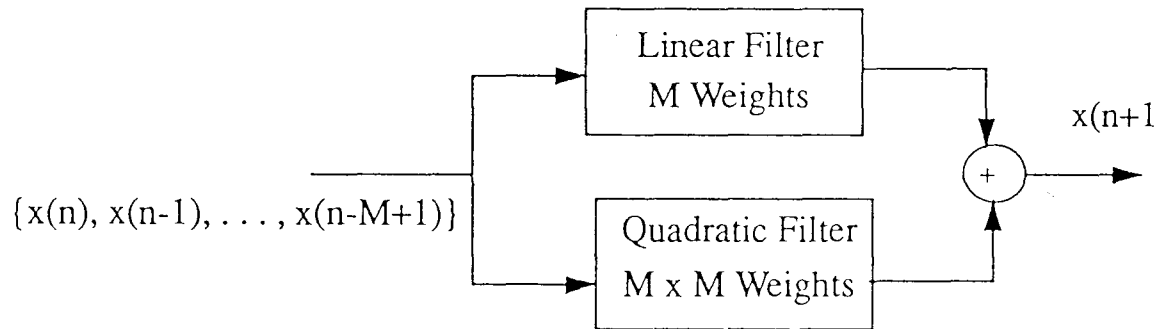 Linear Filter
M Weights
x(n+1
+
{x(n), x(n-1), . . . , x(n-M+1)}
Quadratic Filter
M x M Weights